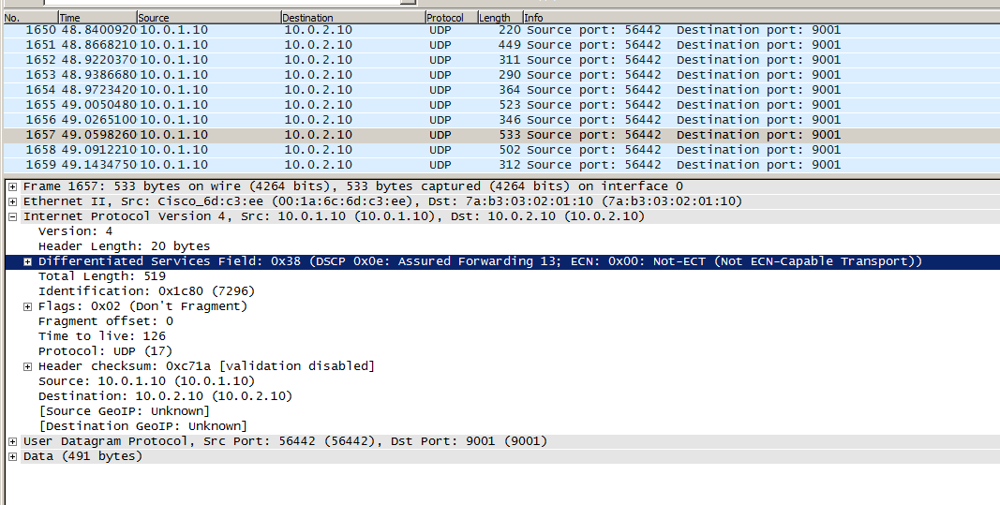 No. Time Source Destination Protocol Length Info
1650 48.8400920 10.0.1.10 10.0.2.10 UDP 220 Source port: 56442 Destination port: 9001
1651 48.8668210 10.0.1.10 10.0.2.10 UDP 449 Source port: 56442 Destination port: 9001
1652 48.9220370 10.0.1.10 10.0.2.10 UDP 311 Source port: 56442 Destination port: 9001
1653 48.9386680 10.0.1.10 10.0.2.10 UDP 290 Source port: 56442 Destination port: 9001
1654 48.9723420 10.0.1.10 10.0.2.10 UDP 364 Source port: 56442 Destination port: 9001
1655 49.0050480 10.0.1.10 10.0.2.10 UDP 523 Source port: 56442 Destination port: 9001
1656 49.0265100 10.0.1.10 10.0.2.10 UDP 346 Source port: 56442 Destination port: 9001
1657 49.0598260 10.0.1.10 10.0.2.10 UDP 533 Source port: 56442 Destination port: 9001
1658 49.0912210 10.0.1.10 10.0.2.10 UDP 502 Source port: 56442 Destination port: 9001
1659 49.1434750 10.0.1.10 10.0.2.10 UDP 312 Source port: 56442 Destination port: 9001
Frame 1657: 533 bytes on wire (4264 bits), 533 bytes captured (4264 bits) on interface 0
Ethernet II, Src: Cisco_6d:c3:ee (00:1a:6c:6d:c3:ee), Dst: 7a:b3:03:02:01:10 (7a:b3:03:02:01:10)
Internet Protocol Version 4, Src: 10.0.1.10 (10.0.1.10), Dst: 10.0.2.10 (10.0.2.10)
Version: 4
Header Length: 20 bytes
Differentiated Services Field: 0x38 (DSCP 0x0e: Assured Forwarding 13; ECN: 0x00: Not-ECT (Not ECN-Capable Transport))
Total Length: 519
Identification: 0x1c80 (7296)
Flags: 0x02 (Don't Fragment)
Fragment offset: 0
Time to live: 126
Protocol: UDP (17)
Header checksum: 0xc71a [validation disabled]
Source: 10.0.1.10 (10.0.1.10)
Destination: 10.0.2.10 (10.0.2.10)
[Source GeoIP: Unknown]
[Destination GeoIP: Unknown]
User Datagram Protocol, Src Port: 56442 (56442), Dst Port: 9001 (9001)
Data (491 bytes)